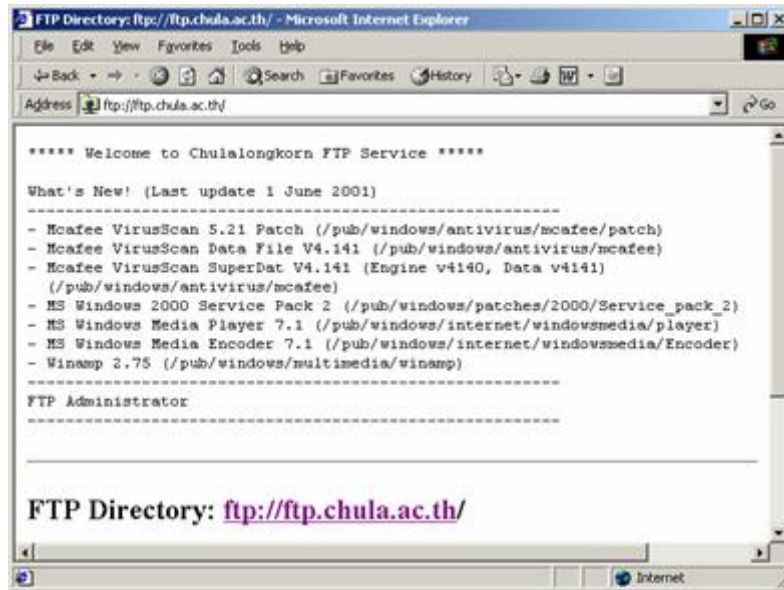 FTP Directory: ftp://ftp.chula.ac.th/ - Microsoft Internet Explorer
File Edit View Favorites Tools Help
Back Search Favorites History
Address ftp://ftp.chula.ac.th/ Go
***** Welcome to Chulalongkorn FTP Service *****
What's New! (Last update 1 June 2001)
------------------------------------------------------------
- Mcafee VirusScan 5.21 Patch (/pub/windows/antivirus/mcafee/patch)
- Mcafee VirusScan Data File V4.141 (/pub/windows/antivirus/mcafee)
- Mcafee VirusScan SuperDat V4.141 (Engine v4140, Data v4141)
(/pub/windows/antivirus/mcafee)
- MS Windows 2000 Service Pack 2 (/pub/windows/patches/2000/Service_pack_2)
- MS Windows Media Player 7.1 (/pub/windows/internet/windowsmedia/player)
- MS Windows Media Encoder 7.1 (/pub/windows/internet/windowsmedia/Encoder)
- Winamp 2.75 (/pub/windows/multimedia/winamp)
------------------------------------------------------------
FTP Administrator
------------------------------------------------------------
FTP Directory: ftp://ftp.chula.ac.th/
Internet